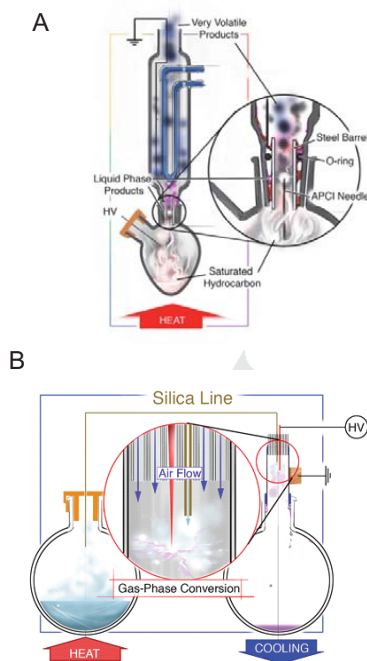 A
Very Volatile
Products
Steel Barrel
O-ring
Liquid Phase
Products
APCI Needle
HV
Saturated
Hydrocarbon
HEAT
B
Silica Line
HV
Air Flow
Gas-Phase Conversion
HEAT
COOLING